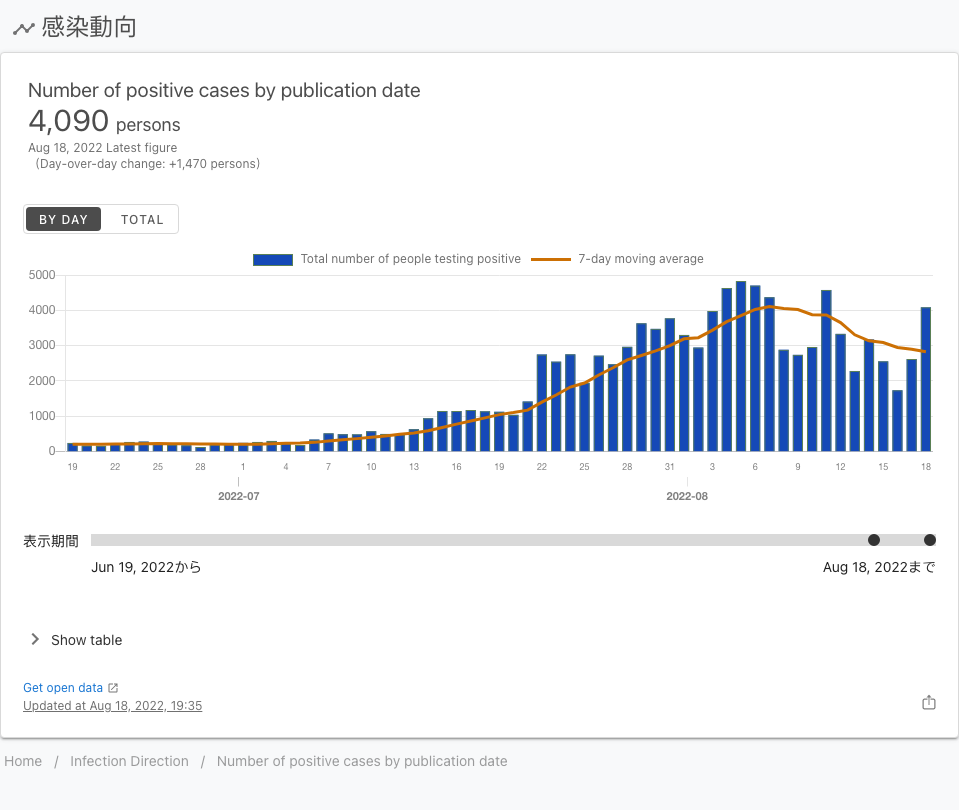 感染動向
Number of positive cases by publication date
4,090 persons
Aug 18, 2022 Latest figure
(Day-over-day change: +1,470 persons)
BY DAY TOTAL
Total number of people testing positive 7-day moving average
5000
4000
3000
2000
1000
0
19 22 25 28 1 4 7 10 13 16 19 22 25 28 31 3 6 9 12 15 18
2022-07 2022-08
表示期間
Jun 19, 2022から Aug 18, 2022まで
Show table
Get open data
Updated at Aug 18, 2022, 19:35
Home / Infection Direction / Number of positive cases by publication date